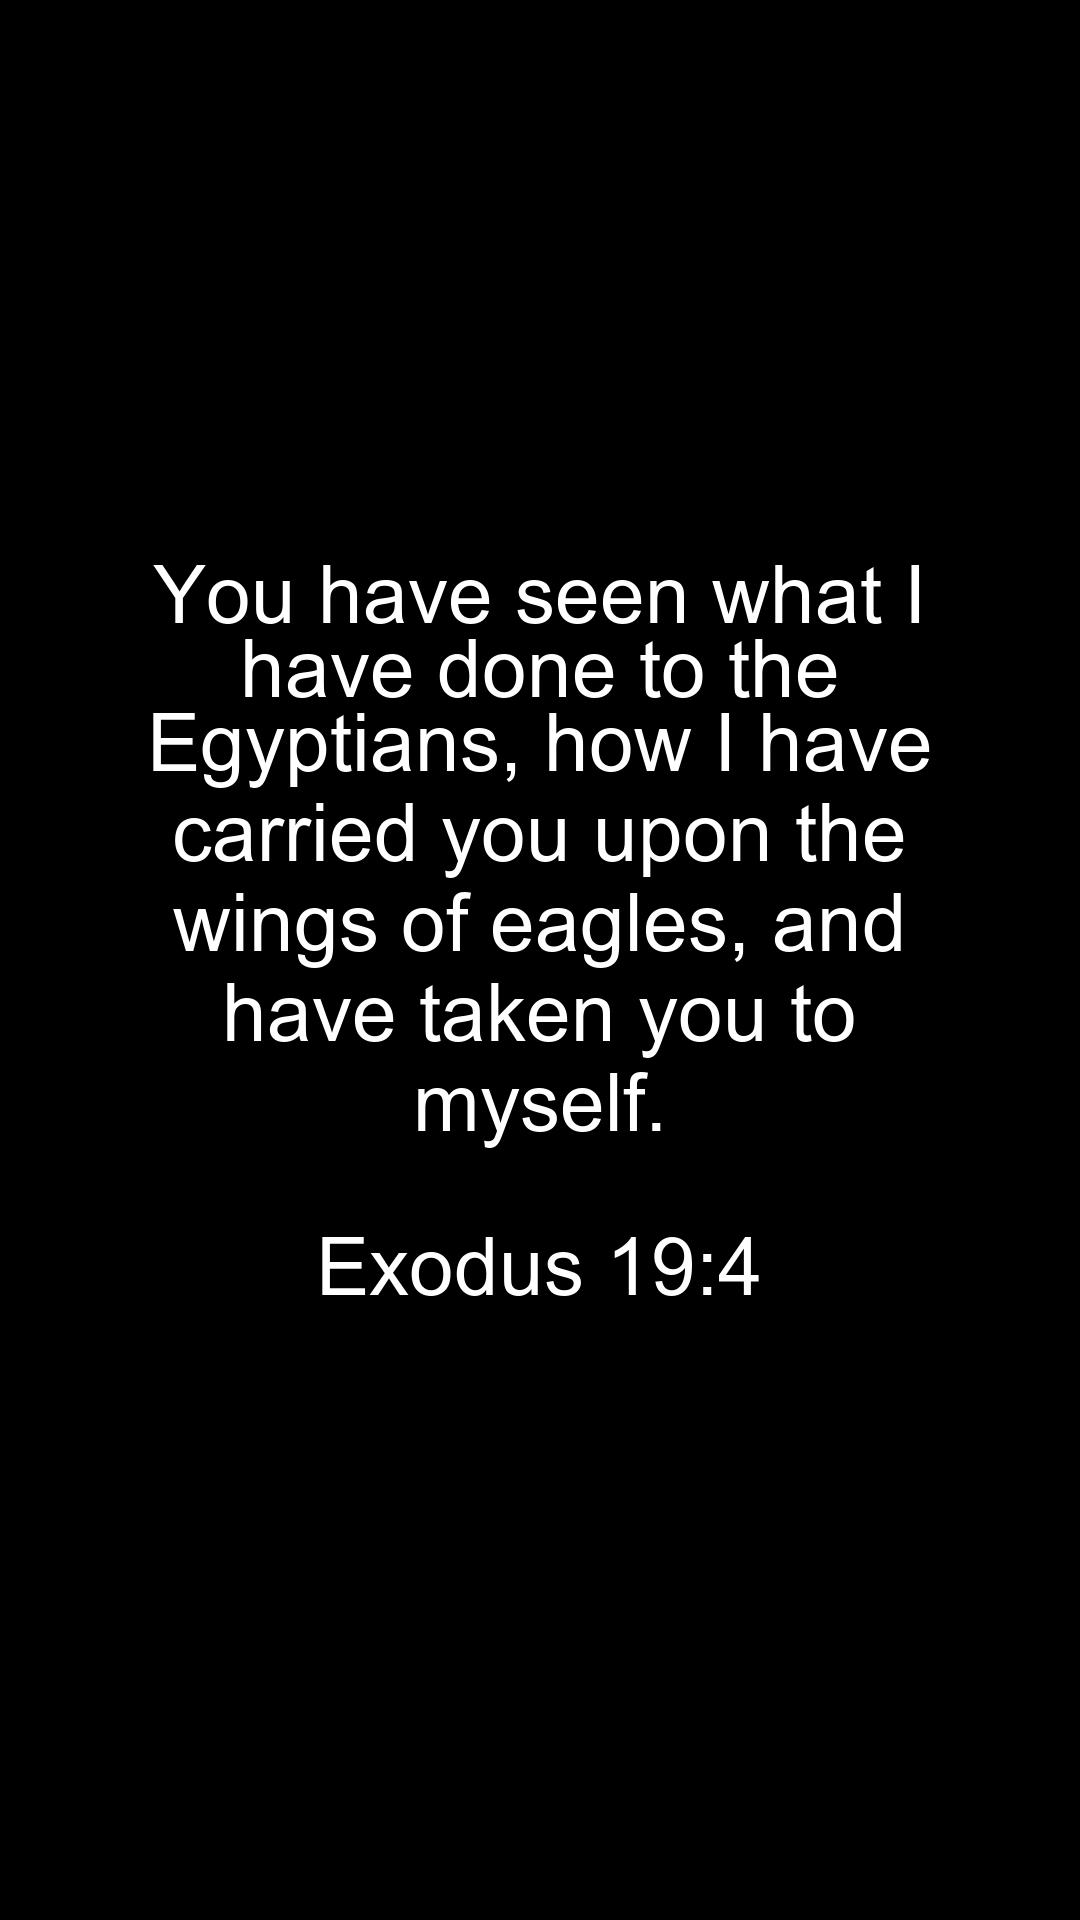 You have seen what I
have done to the
Egyptians, how I have
carried you upon the
wings of eagles, and
have taken you to
myself.
Exodus 19:4